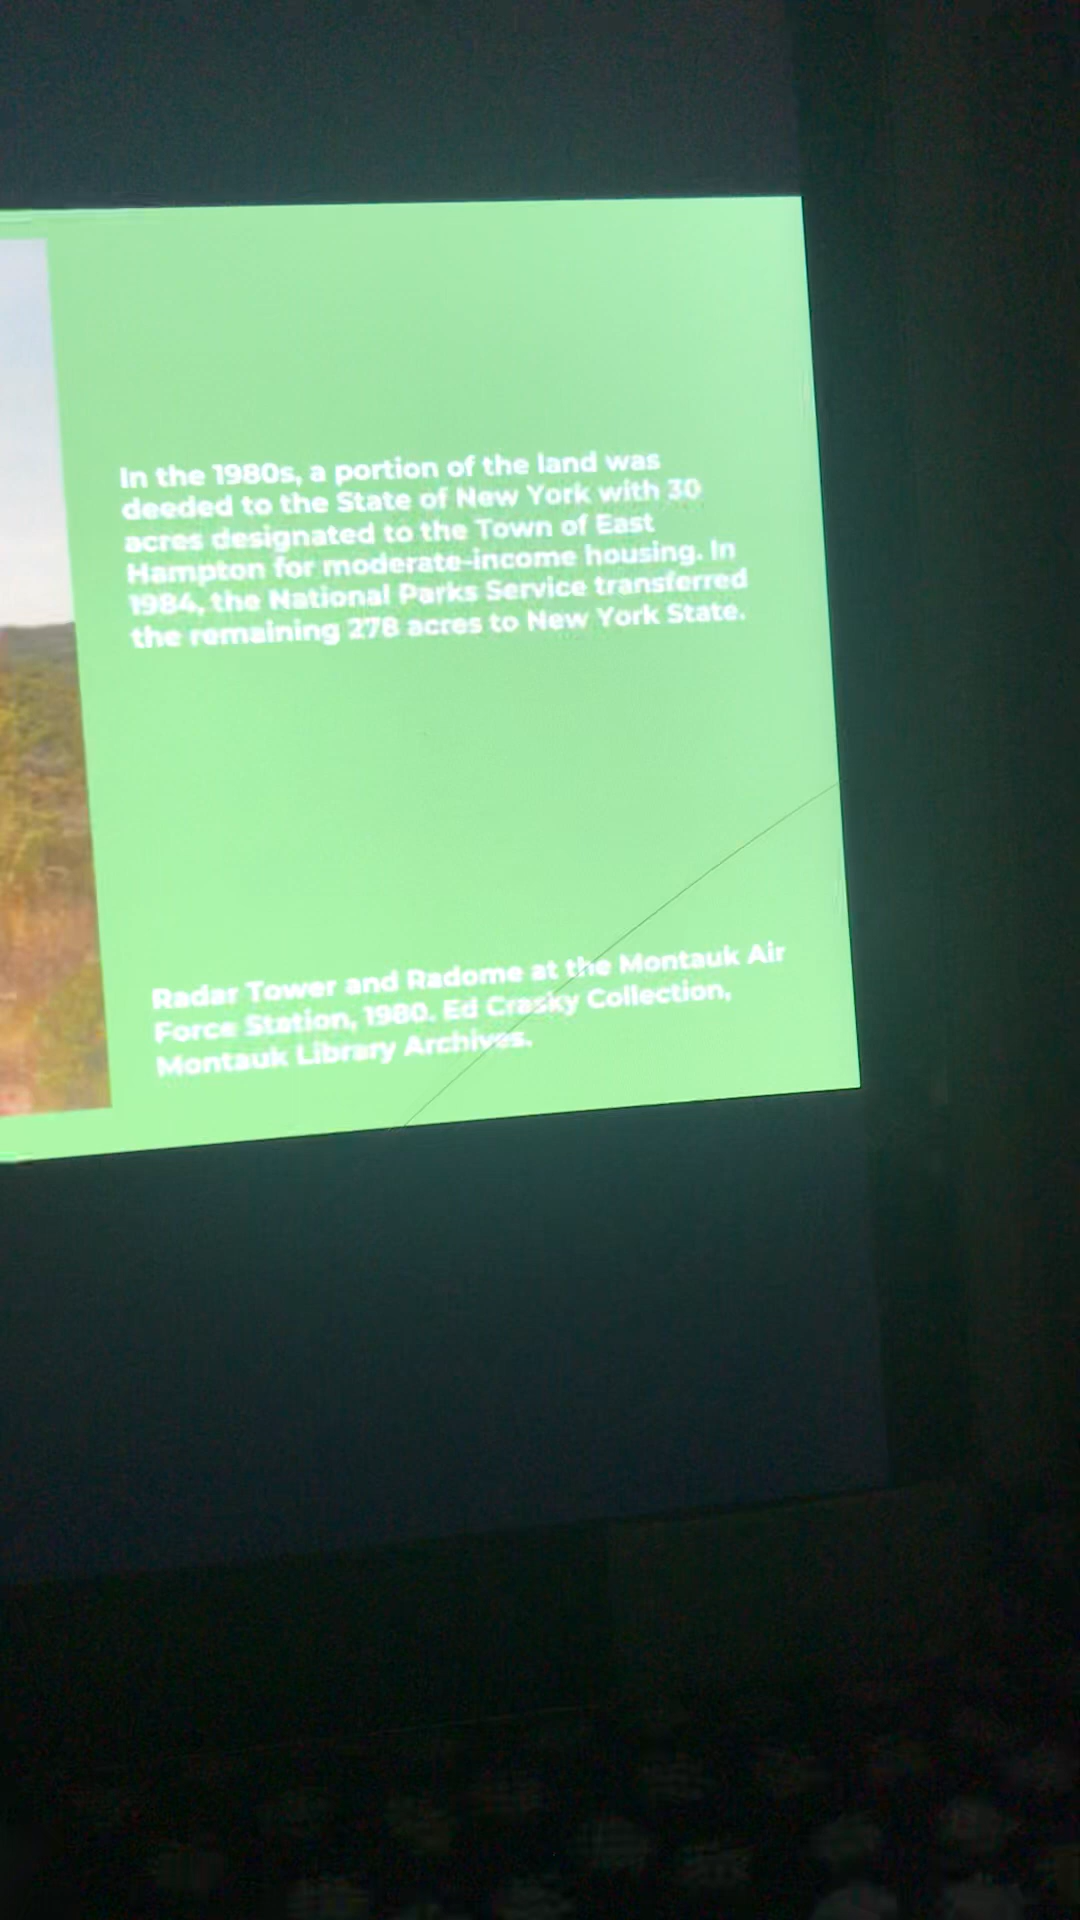 In the 1980s, a portion of the land was
deeded to the State of New York with 30
acres designated to the Town of East
Hampton for moderate-income housing. In
1984, the National Parks Service transferred
the remaining 278 acres to New York State.
Radar Tower and Radome at the Montauk Air
Force Station, 1980. Ed Crasky Collection,
Montauk Library Archives.